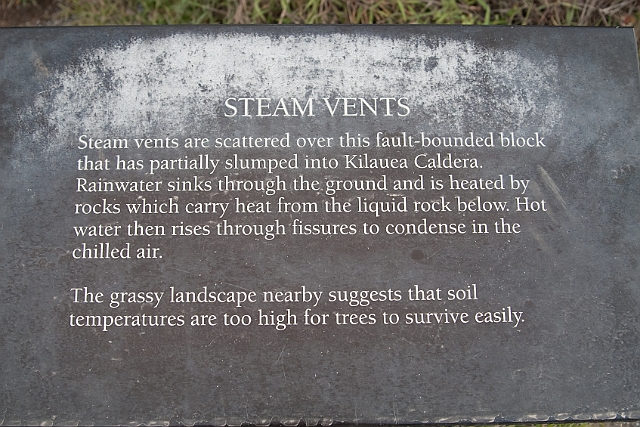 STEAM VENTS
Steam vents are scattered over this fault-bounded block
that has partially slumped into Kilauea Caldera.
Rainwater sinks through the ground and is heated by
rocks which carry heat from the liquid rock below. Hot
water then rises through fissures to condense in the
chilled air.
The grassy landscape nearby suggests that soil
temperatures are too high for trees to survive easily.